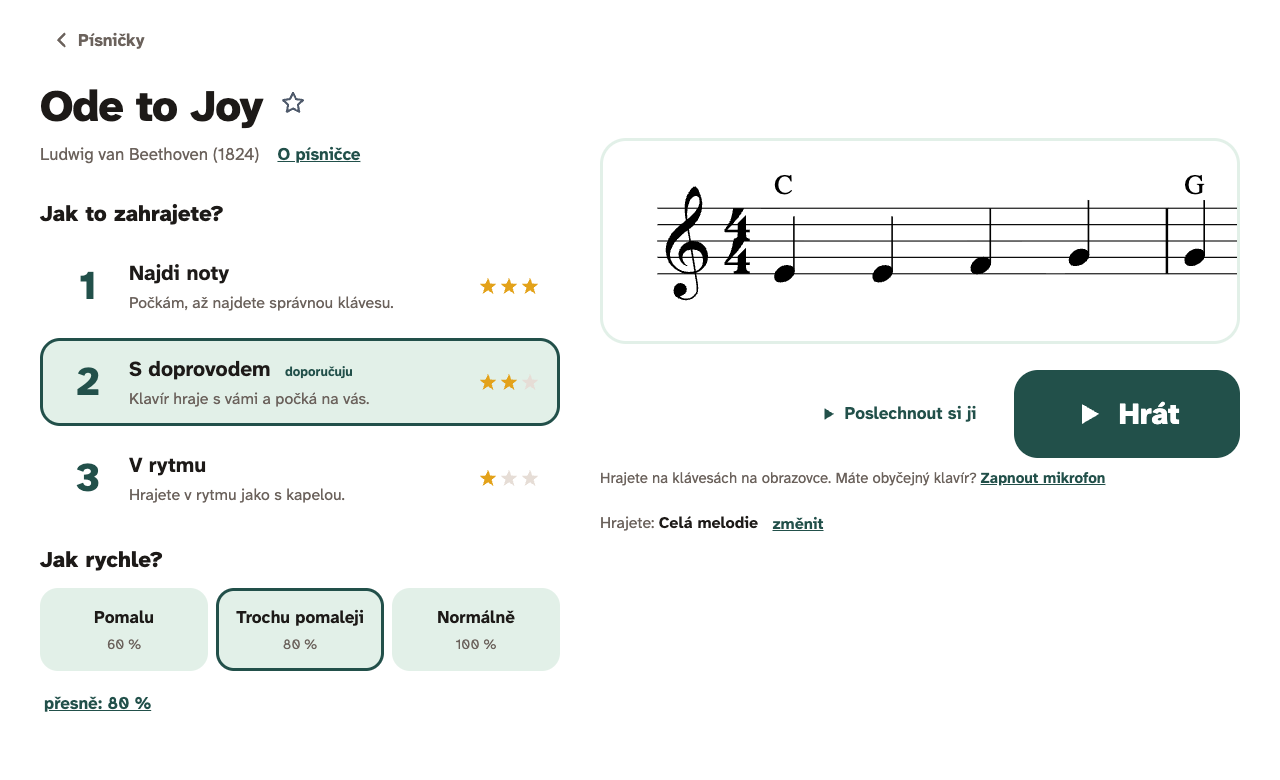 Písničky
Ode to Joy
Ludwig van Beethoven (1824) O písničce
Jak to zahrajete?
1 Najdi noty
Počkám, až najdete správnou klávesu.
2 S doprovodem doporučuju
Klavír hraje s vámi a počká na vás.
3 V rytmu
Hrajete v rytmu jako s kapelou.
Jak rychle?
Pomalu
60 %
Trochu pomaleji
80 %
Normálně
100 %
přesně: 80 %
C G
4
4
Poslechnout si ji
Hrát
Hrajete na klávesách na obrazovce. Máte obyčejný klavír? Zapnout mikrofon
Hrajete: Celá melodie změnit